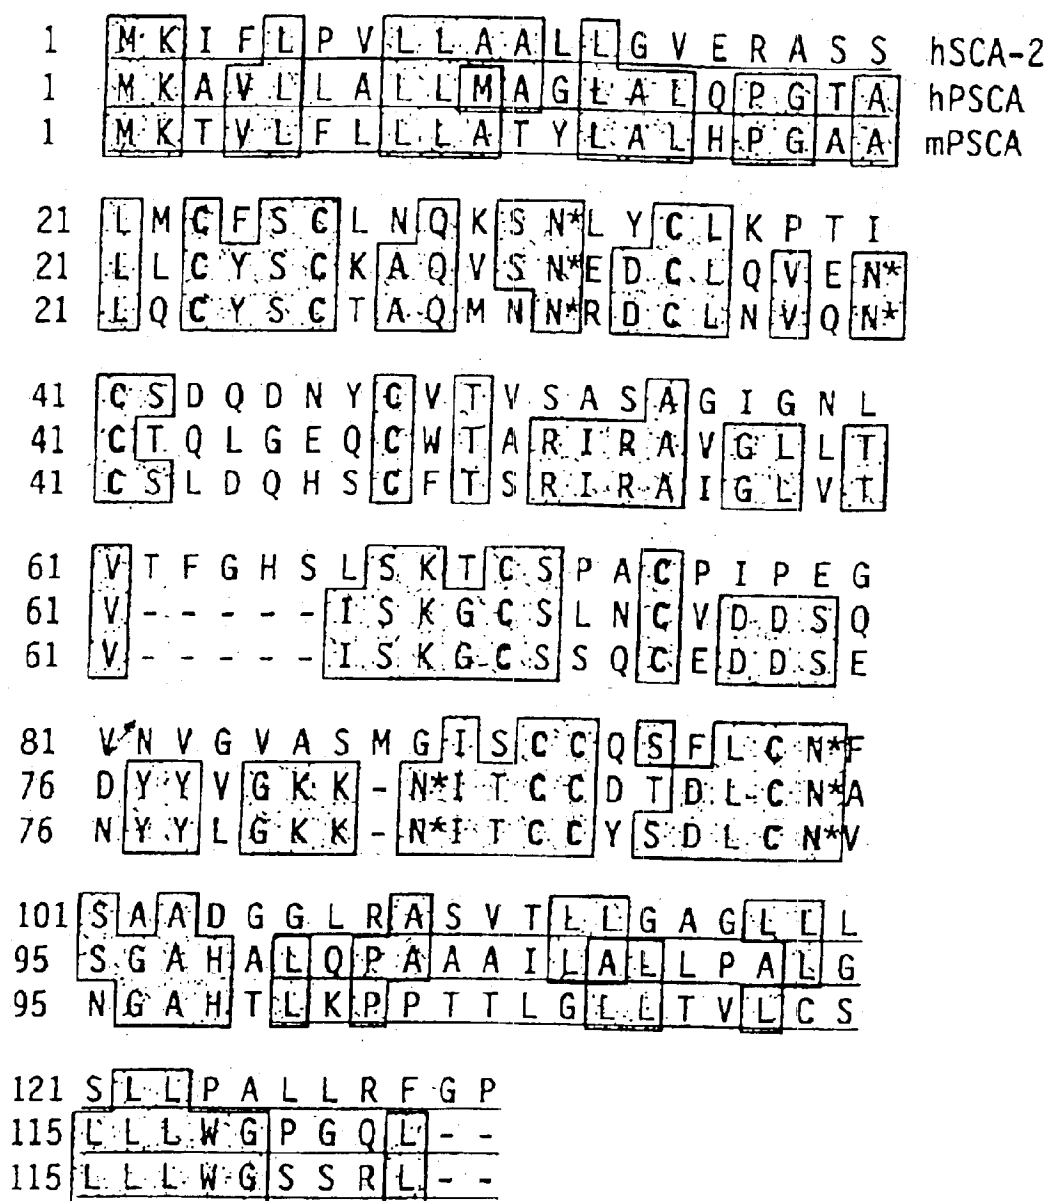 1 M K I F L P V L L A A L L G V E R A S S hSCA-2
1 M K A V L L A L L M A G L A L Q P G T A hPSCA
1 M K T V L F L L L A T Y L A L H P G A A mPSCA
21 L M C F S C L N Q K S N* L Y C L K P T I
21 L L C Y S C K A Q V S N* E D C L Q V E N*
21 L Q C Y S C T A Q M N N* R D C L N V Q N*
41 C S D Q D N Y C V T V S A S A G I G N L
41 C T Q L G E Q C W T A R I R A V G L L T
41 C S L D Q H S C F T S R I R A I G L V T
61 V T F G H S L S K T C S P A C P I P E G
61 V - - - - - I S K G C S L N C V D D S Q
61 V - - - - - I S K G C S S Q C E D D S E
81 V N V G V A S M G I S C C Q S F L C N* F
76 D Y Y V G K K - N* I T C C D T D L C N* A
76 N Y Y L G K K - N* I T C C Y S D L C N* V
101 S A A D G G L R A S V T L L G A G L L L
95 S G A H A L Q P A A A I L A L L P A L G
95 N G A H T L K P P T T L G L L T V L C S
121 S L L P A L L R F G P
115 L L L W G P G Q L - -
115 L L L W G S S R L - -